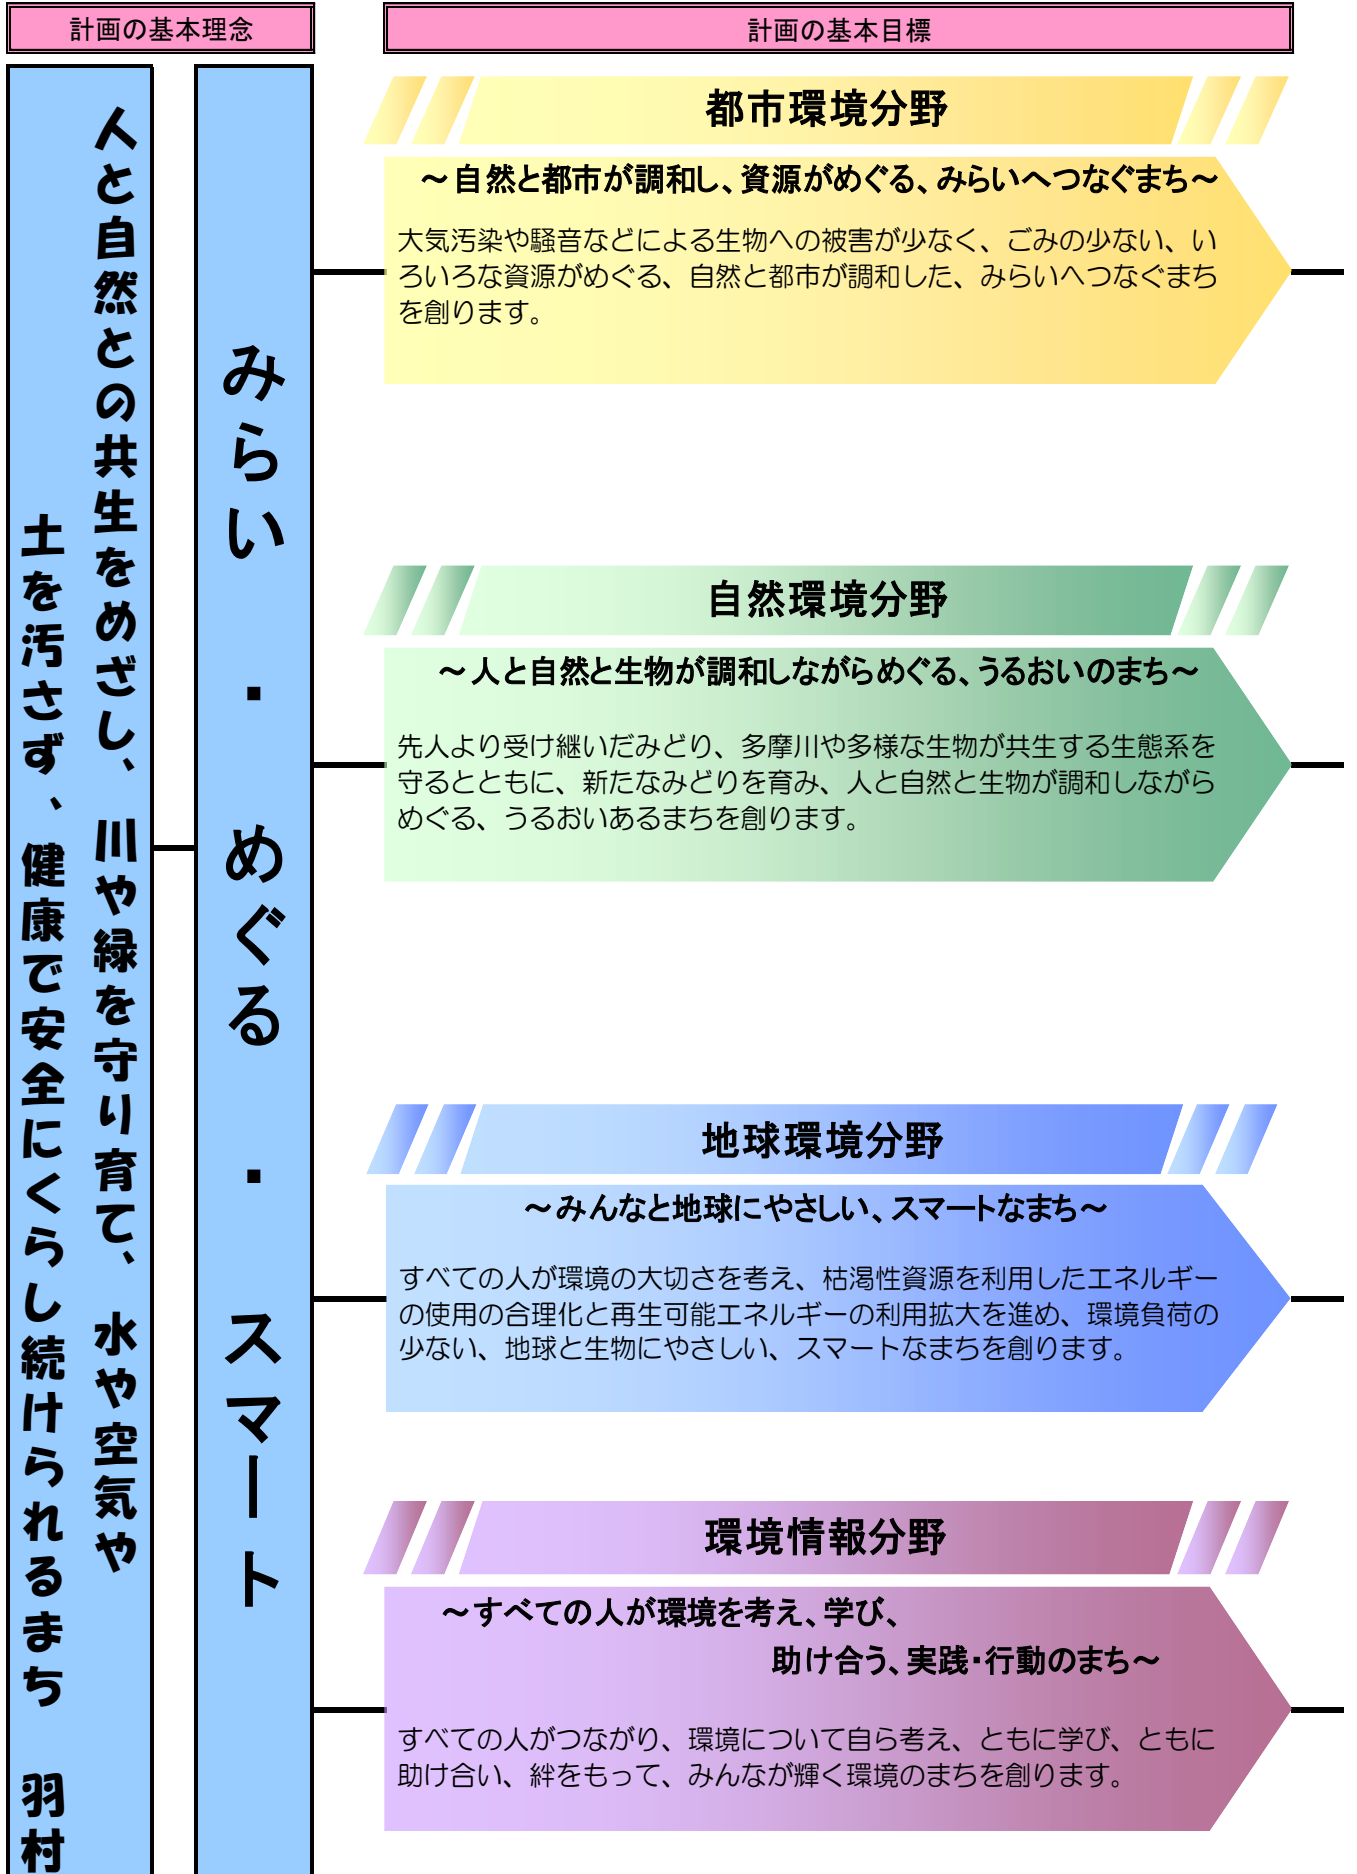 計画の基本理念
計画の基本目標
人と自然との共生をめざし、川や緑を守り育て、水や空気や
土を汚さず、健康で安全にくらし続けられるまち　羽村
みらい・めぐる・スマート
都市環境分野
～自然と都市が調和し、資源がめぐる、みらいへつなぐまち～
大気汚染や騒音などによる生物への被害が少なく、ごみの少ない、い
ろいろな資源がめぐる、自然と都市が調和した、みらいへつなぐまち
を創ります。
自然環境分野
～人と自然と生物が調和しながらめぐる、うるおいのまち～
先人より受け継いだみどり、多摩川や多様な生物が共生する生態系を
守るとともに、新たなみどりを育み、人と自然と生物が調和しながら
めぐる、うるおいあるまちを創ります。
地球環境分野
～みんなと地球にやさしい、スマートなまち～
すべての人が環境の大切さを考え、枯渇性資源を利用したエネルギー
の使用の合理化と再生可能エネルギーの利用拡大を進め、環境負荷の
少ない、地球と生物にやさしい、スマートなまちを創ります。
環境情報分野
～すべての人が環境を考え、学び、
助け合う、実践・行動のまち～
すべての人がつながり、環境について自ら考え、ともに学び、ともに
助け合い、絆をもって、みんなが輝く環境のまちを創ります。